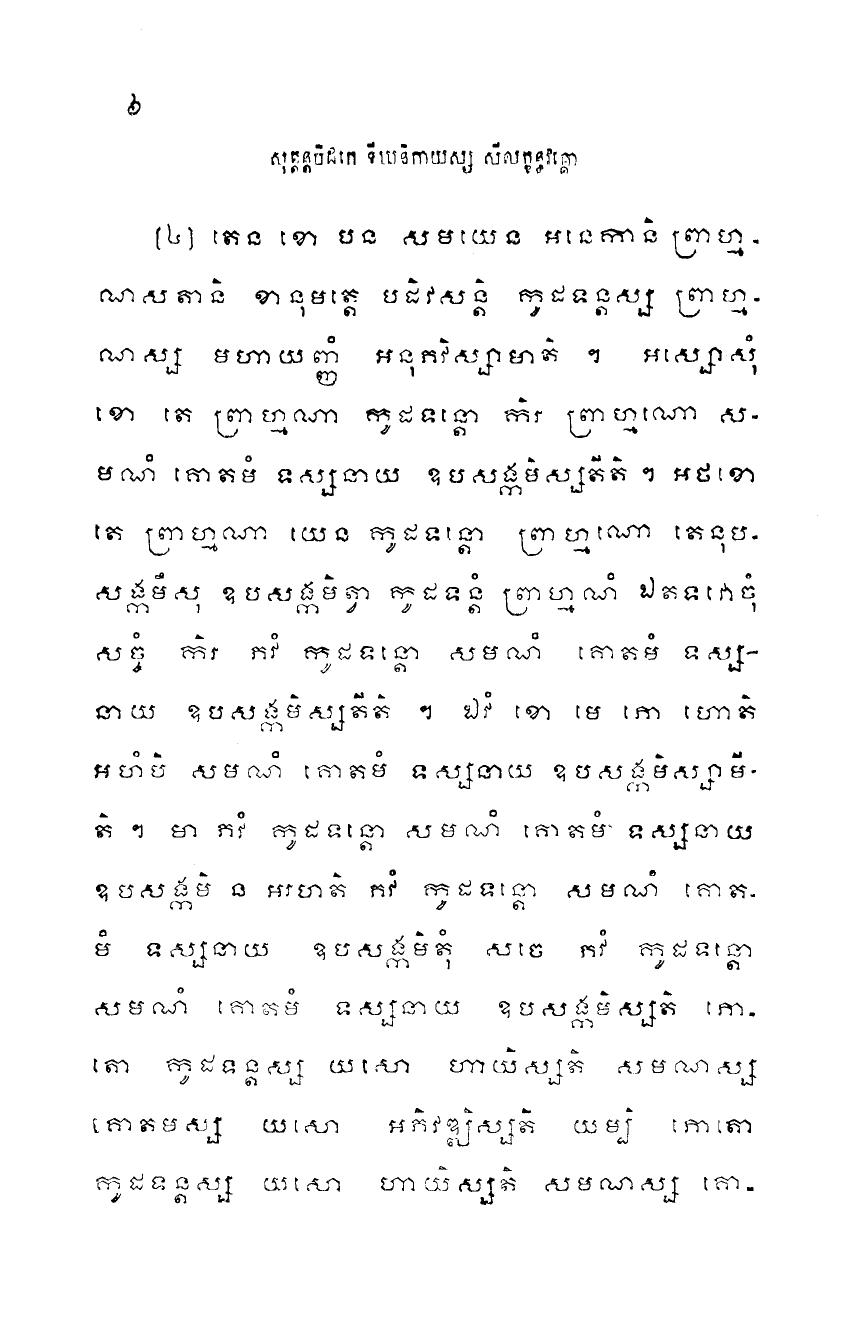 ៦
សុត្តន្តបិដកេ ទីឃនិកាយស្ស សីលក្ខន្ធវគ្គោ
[៤] តេន ខោ បន សមយេន អនេកានិ ព្រាហ្ម-
ណសតានិ ខានុមត្តេ បដិវសន្តិ កូដទន្តស្ស ព្រាហ្ម-
ណស្ស មហាយញ្ញំ អនុភវិស្សាមាតិ ។ អស្សោសុំ
ខោ តេ ព្រាហ្មណា កូដទន្តោ កិរ ព្រាហ្មណោ ស-
មណំ គោតមំ ទស្សនាយ ឧបសង្កមិស្សតីតិ ។ អថខោ
តេ ព្រាហ្មណា យេន កូដទន្តោ ព្រាហ្មណោ តេនុប-
សង្កមឹសុ ឧបសង្កមិត្វា កូដទន្តំ ព្រាហ្មណំ ឯតទវោចុំ
សច្ចំ កិរ ភវំ កូដទន្តោ សមណំ គោតមំ ទស្ស-
នាយ ឧបសង្កមិស្សតីតិ ។ ឯវំ ខោ មេ ភោ ហោតិ
អហំបិ សមណំ គោតមំ ទស្សនាយ ឧបសង្កមិស្សាមី-
តិ ។ មា ភវំ កូដទន្តោ សមណំ គោតមំ ទស្សនាយ
ឧបសង្កមិ ន អរហតិ ភវំ កូដទន្តោ សមណំ គោត-
មំ ទស្សនាយ ឧបសង្កមិតុំ សចេ ភវំ កូដទន្តោ
សមណំ គោតមំ ទស្សនាយ ឧបសង្កមិស្សតិ ភោ-
តោ កូដទន្តស្ស យសោ ហាយិស្សតិ សមណស្ស
គោតមស្ស យសោ អភិវឌ្ឍិស្សតិ យម្បិ ភោតោ
កូដទន្តស្ស យសោ ហាយិស្សតិ សមណស្ស គោ-